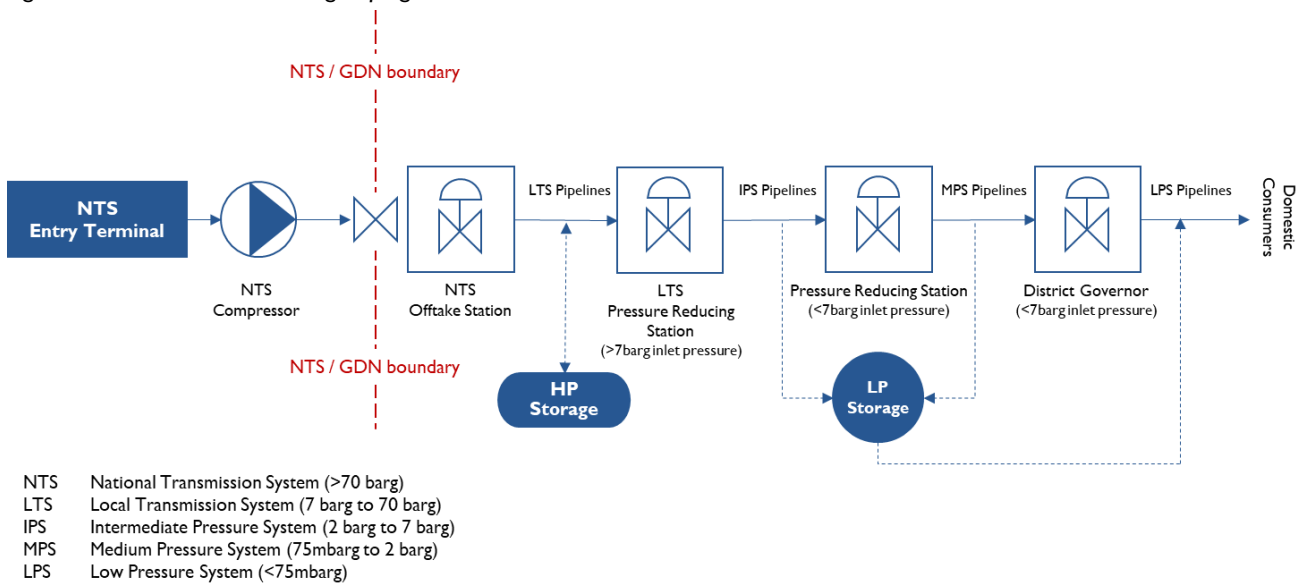 NTS / GDN boundary
NTS
Entry Terminal
NTS
Compressor
NTS
Offtake Station
LTS Pipelines
LTS
Pressure Reducing
Station
(>7barg inlet pressure)
IPS Pipelines
Pressure Reducing Station
(<7barg inlet pressure)
MPS Pipelines
District Governor
(<7barg inlet pressure)
LPS Pipelines
Domestic
Consumers
NTS / GDN boundary
HP
Storage
LP
Storage
NTS National Transmission System (>70 barg)
LTS Local Transmission System (7 barg to 70 barg)
IPS Intermediate Pressure System (2 barg to 7 barg)
MPS Medium Pressure System (75mbarg to 2 barg)
LPS Low Pressure System (<75mbarg)